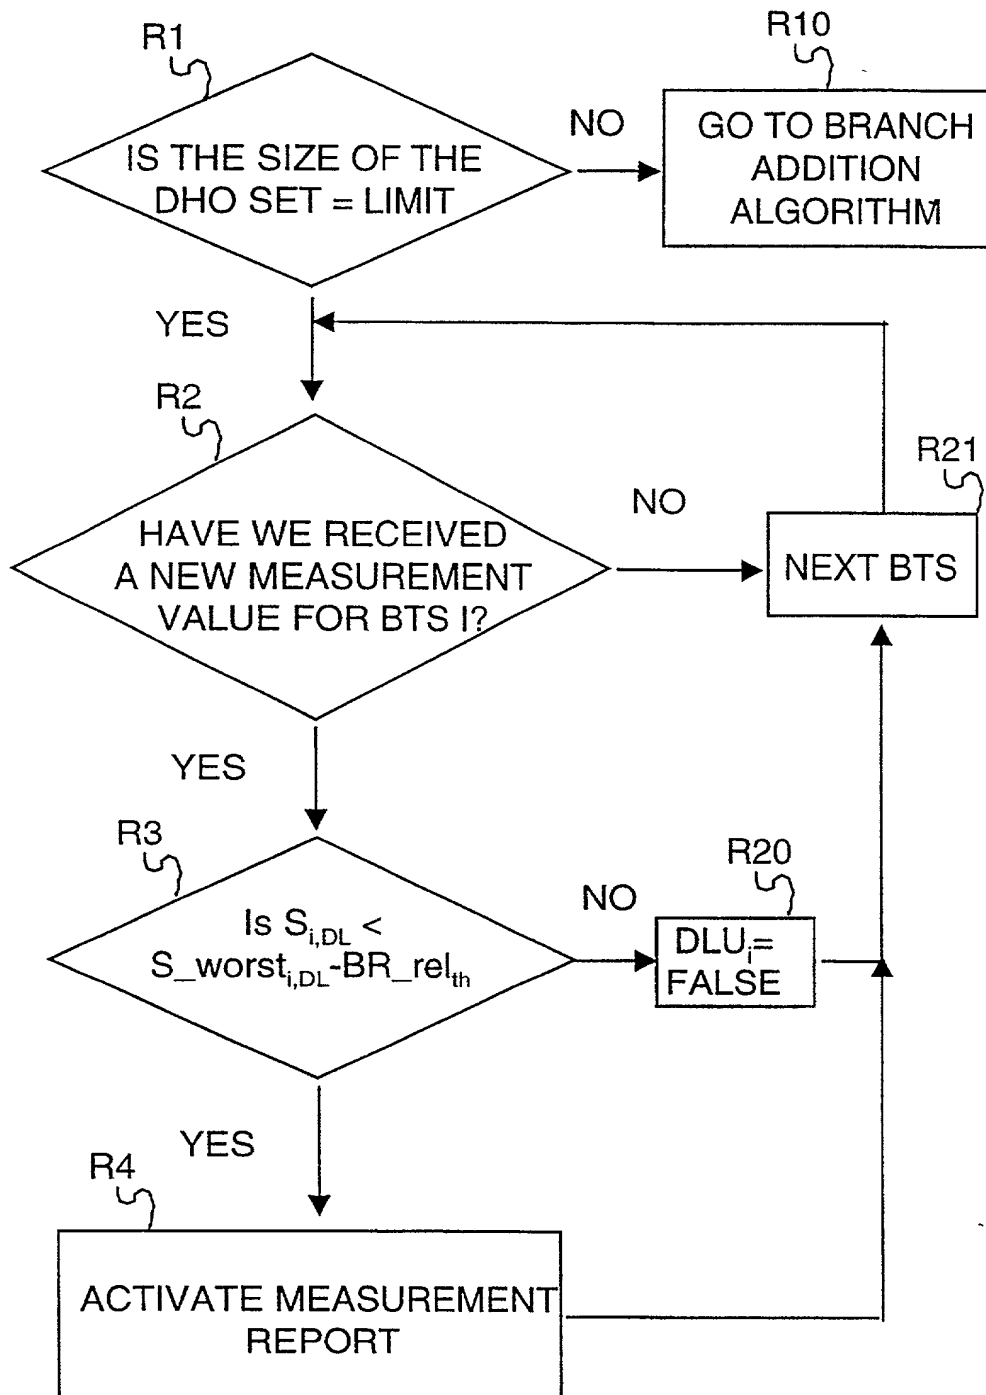 R1
IS THE SIZE OF THE
DHO SET = LIMIT
NO
R10
GO TO BRANCH
ADDITION
ALGORITHM
YES
R2
HAVE WE RECEIVED
A NEW MEASUREMENT
VALUE FOR BTS I?
NO
R21
NEXT BTS
YES
R3
Is S_{i,DL} <
S_worst_{i,DL}-BR_rel_{th}
NO
R20
DLU_i=
FALSE
YES
R4
ACTIVATE MEASUREMENT
REPORT